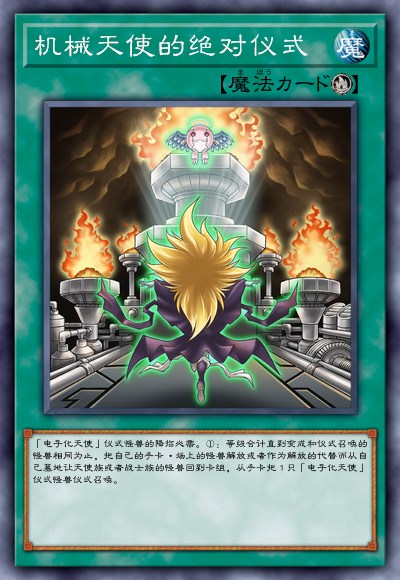 机械天使的绝对仪式
魔
【魔法カード】
まほう
「电子化天使」仪式怪兽的降临必需。①：等级合计直到变成和仪式召唤的
怪兽相同为止，把自己的手卡·场上的怪兽解放或者作为解放的代替而从自
己墓地让天使族或者战士族的怪兽回到卡组，从手卡把1只「电子化天使」
仪式怪兽仪式召唤。